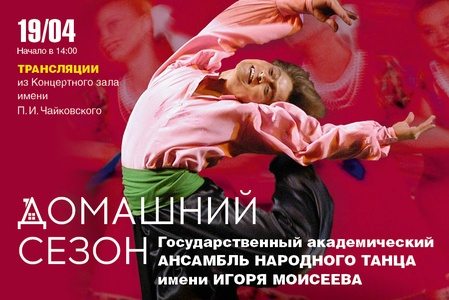 19/04
Начало в 14:00
ТРАНСЛЯЦИИ
из Концертного зала
имени
П.И.Чайковского
ДОМАШНИЙ
СЕЗОН
Государственный академический
АНСАМБЛЬ НАРОДНОГО ТАНЦА
имени ИГОРЯ МОИСЕЕВА